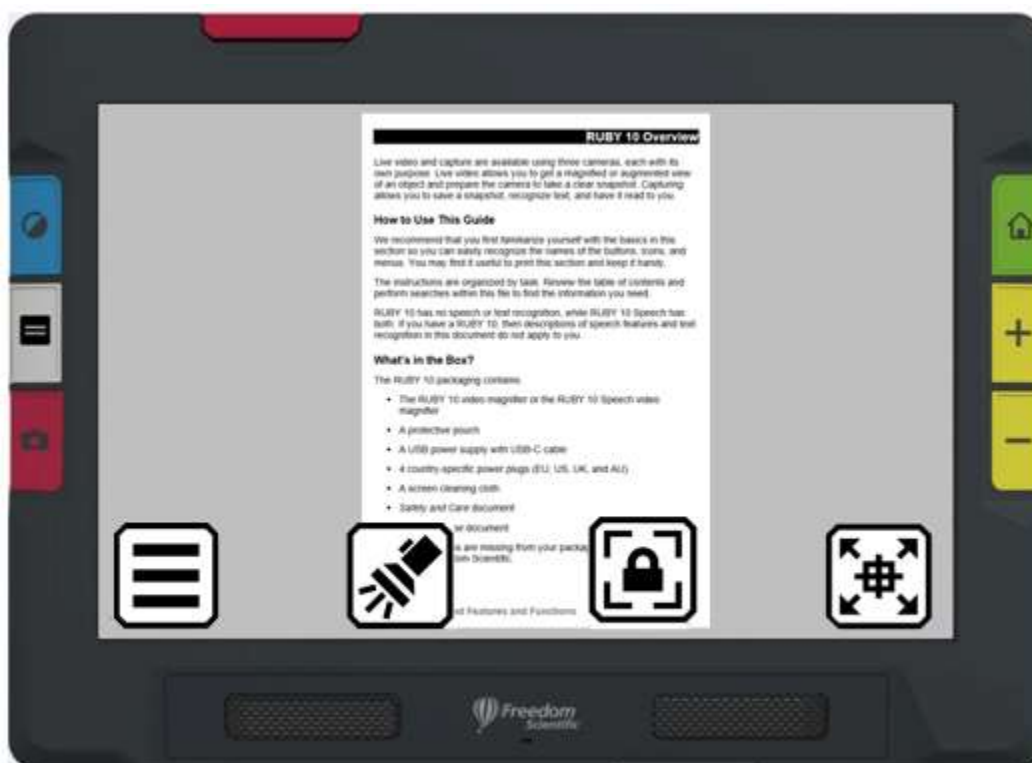 RUBY 10 Overview
Live video and capture are available using three cameras, each with its
own purpose. Live video allows you to get a magnified or augmented view
of an object and prepare the camera to take a clear snapshot. Capturing
allows you to save a snapshot, recognize text, and have it read to you.
How to Use This Guide
We recommend that you first familiarize yourself with the basics in this
section so you can easily recognize the names of the buttons, icons, and
menus. You may find it useful to print this section and keep it handy.
The instructions are organized by task. Review the table of contents and
perform searches within this file to find the information you need.
RUBY 10 has no speech or text recognition, while RUBY 10 Speech has
both. If you have a RUBY 10, then descriptions of speech features and text
recognition in this document do not apply to you.
What's in the Box?
The RUBY 10 packaging contains
• The RUBY 10 video magnifier or the RUBY 10 Speech video
magnifier
• A protective pouch
• A USB power supply with USB-C cable
• 4 country-specific power plugs (EU, US, UK, and AU)
• A screen cleaning cloth
• Safety and Care document
document
are missing from your
Scientific.
Features and Functions
Freedom
Scientific